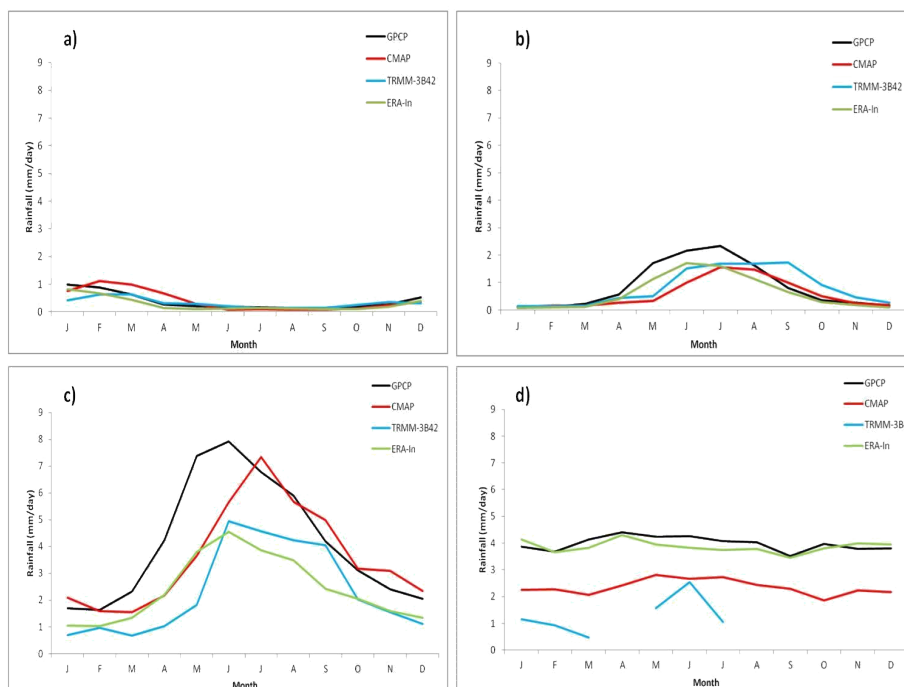 a)
GPCP
CMAP
TRMM-3B42
ERA-In
Rainfall (mm/day)
9
8
7
6
5
4
3
2
1
0
J F M A M J J A S O N D
Month
b)
GPCP
CMAP
TRMM-3B42
ERA-In
Rainfall (mm/day)
9
8
7
6
5
4
3
2
1
0
J F M A M J J A S O N D
Month
c)
GPCP
CMAP
TRMM-3B42
ERA-In
Rainfall (mm/day)
9
8
7
6
5
4
3
2
1
0
J F M A M J J A S O N D
Month
d)
GPCP
CMAP
TRMM-3B4
ERA-In
Rainfall (mm/day)
9
8
7
6
5
4
3
2
1
0
J F M A M J J A S O N D
Month